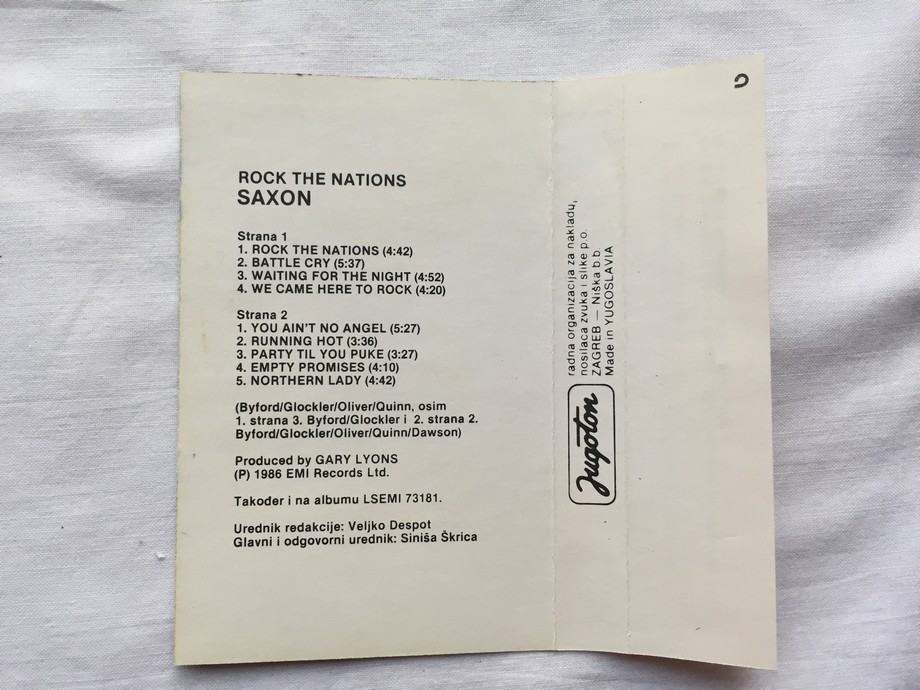 ROCK THE NATIONS
SAXON
Strana 1
1. ROCK THE NATIONS (4:42)
2. BATTLE CRY (5:37)
3. WAITING FOR THE NIGHT (4:52)
4. WE CAME HERE TO ROCK (4:20)
Strana 2
1. YOU AIN'T NO ANGEL (5:27)
2. RUNNING HOT (3:36)
3. PARTY TIL YOU PUKE (3:27)
4. EMPTY PROMISES (4:10)
5. NORTHERN LADY (4:42)
(Byford/Glockler/Oliver/Quinn, osim
1. strana 3. Byford/Glockler i 2. strana 2.
Byford/Glockler/Oliver/Quinn/Dawson)
Produced by GARY LYONS
(P) 1986 EMI Records Ltd.
Također i na albumu LSEMI 73181.
Urednik redakcije: Veljko Despot
Glavni i odgovorni urednik: Siniša Škrica
Jugoton
radna organizacija za nakladu,
nosilaca zvuka i slike p.o.
ZAGREB — Niška b.b.
Made in YUGOSLAVIA